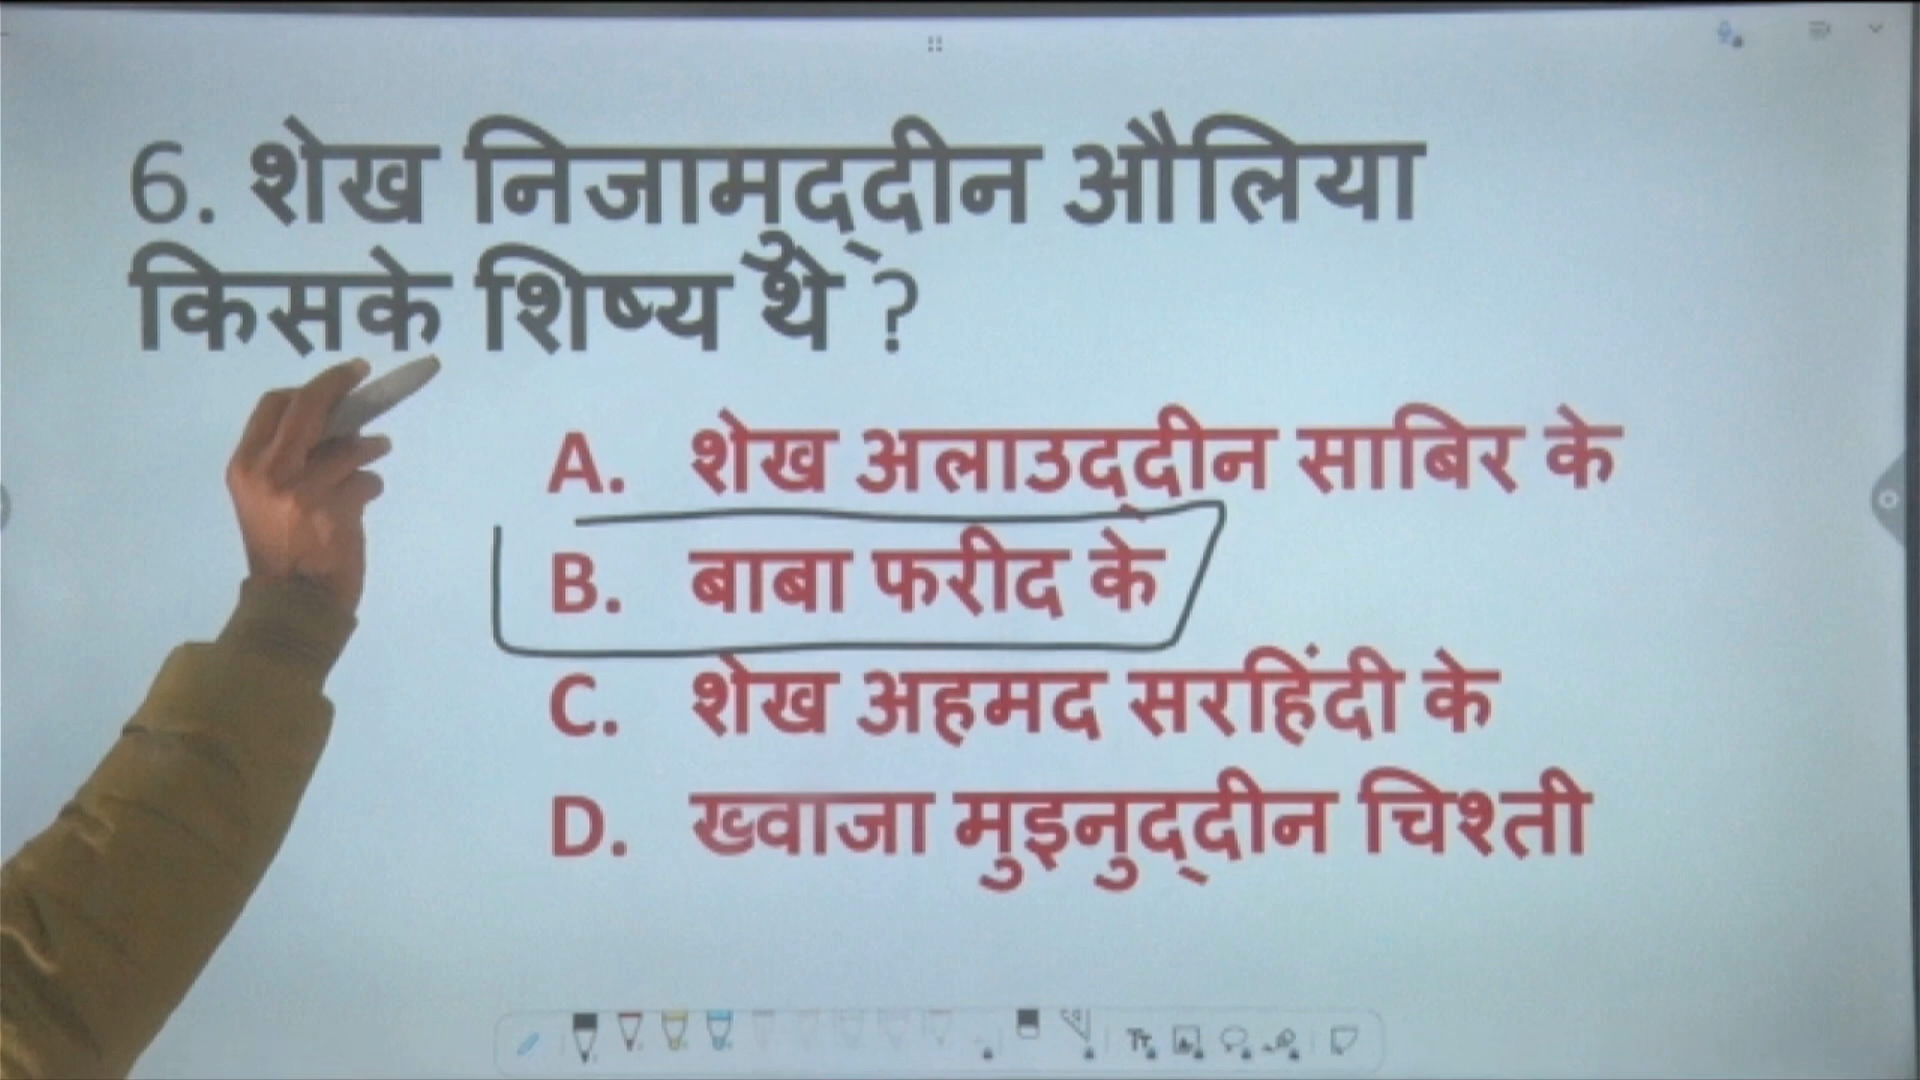 6. शेख निजामुद्दीन औलिया
किसके शिष्य थे ?
A. शेख अलाउद्दीन साबिर के
B. बाबा फरीद के
C. शेख अहमद सरहिंदी के
D. ख्वाजा मुइनुद्दीन चिश्ती